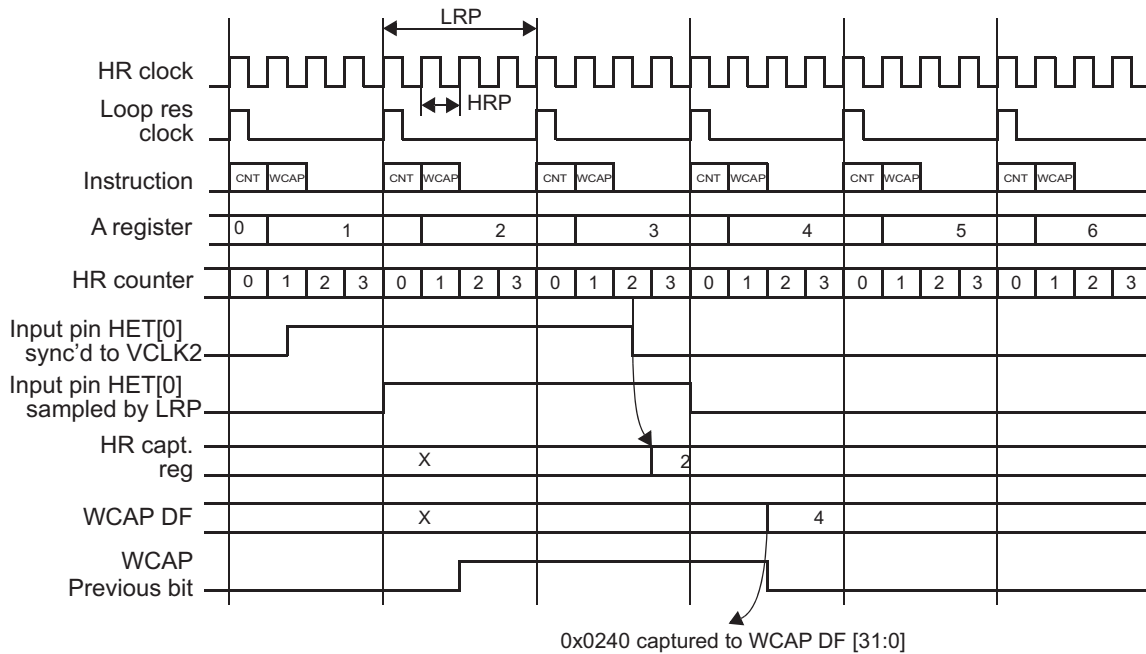 LRP
HR clock
HRP
Loop res
clock
Instruction CNT WCAP CNT WCAP CNT WCAP CNT WCAP CNT WCAP CNT WCAP
A register 0 1 2 3 4 5 6
HR counter 0 1 2 3 0 1 2 3 0 1 2 3 0 1 2 3 0 1 2 3 0 1 2 3
Input pin HET[0]
sync'd to VCLK2
Input pin HET[0]
sampled by LRP
HR capt.
reg
X 2
WCAP DF X 4
WCAP
Previous bit
0x0240 captured to WCAP DF [31:0]